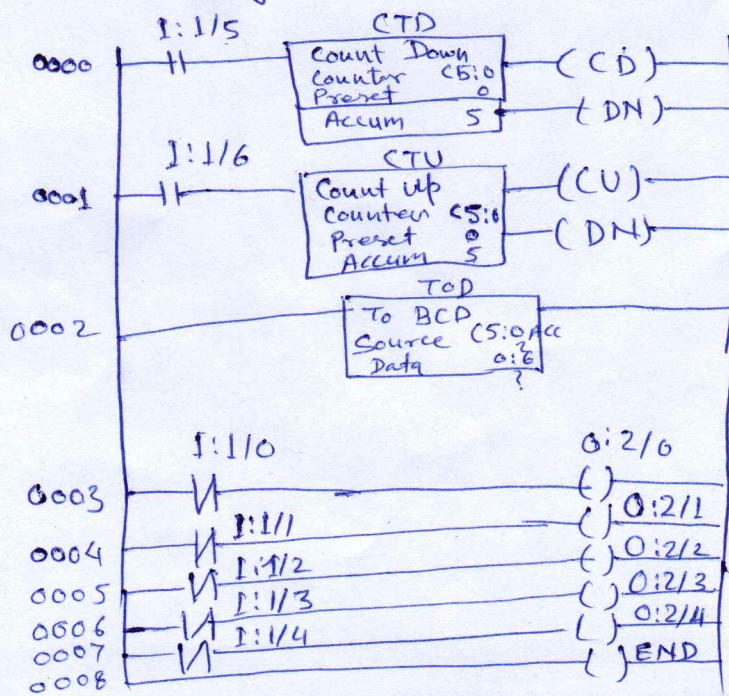 I:1/5
CTD
0000
Count Down
Counter C5:0
Preset 0
Accum 5
(CD)
(DN)
I:1/6
CTU
0001
Count Up
Counter C5:0
Preset 0
Accum 5
(CU)
(DN)
TOD
0002
To BCD
Source C5:0 Acc
?
Data O:6
?
I:1/0
O:2/0
0003
I:1/1
O:2/1
0004
I:1/2
O:2/2
0005
I:1/3
O:2/3
0006
I:1/4
O:2/4
0007
END
0008